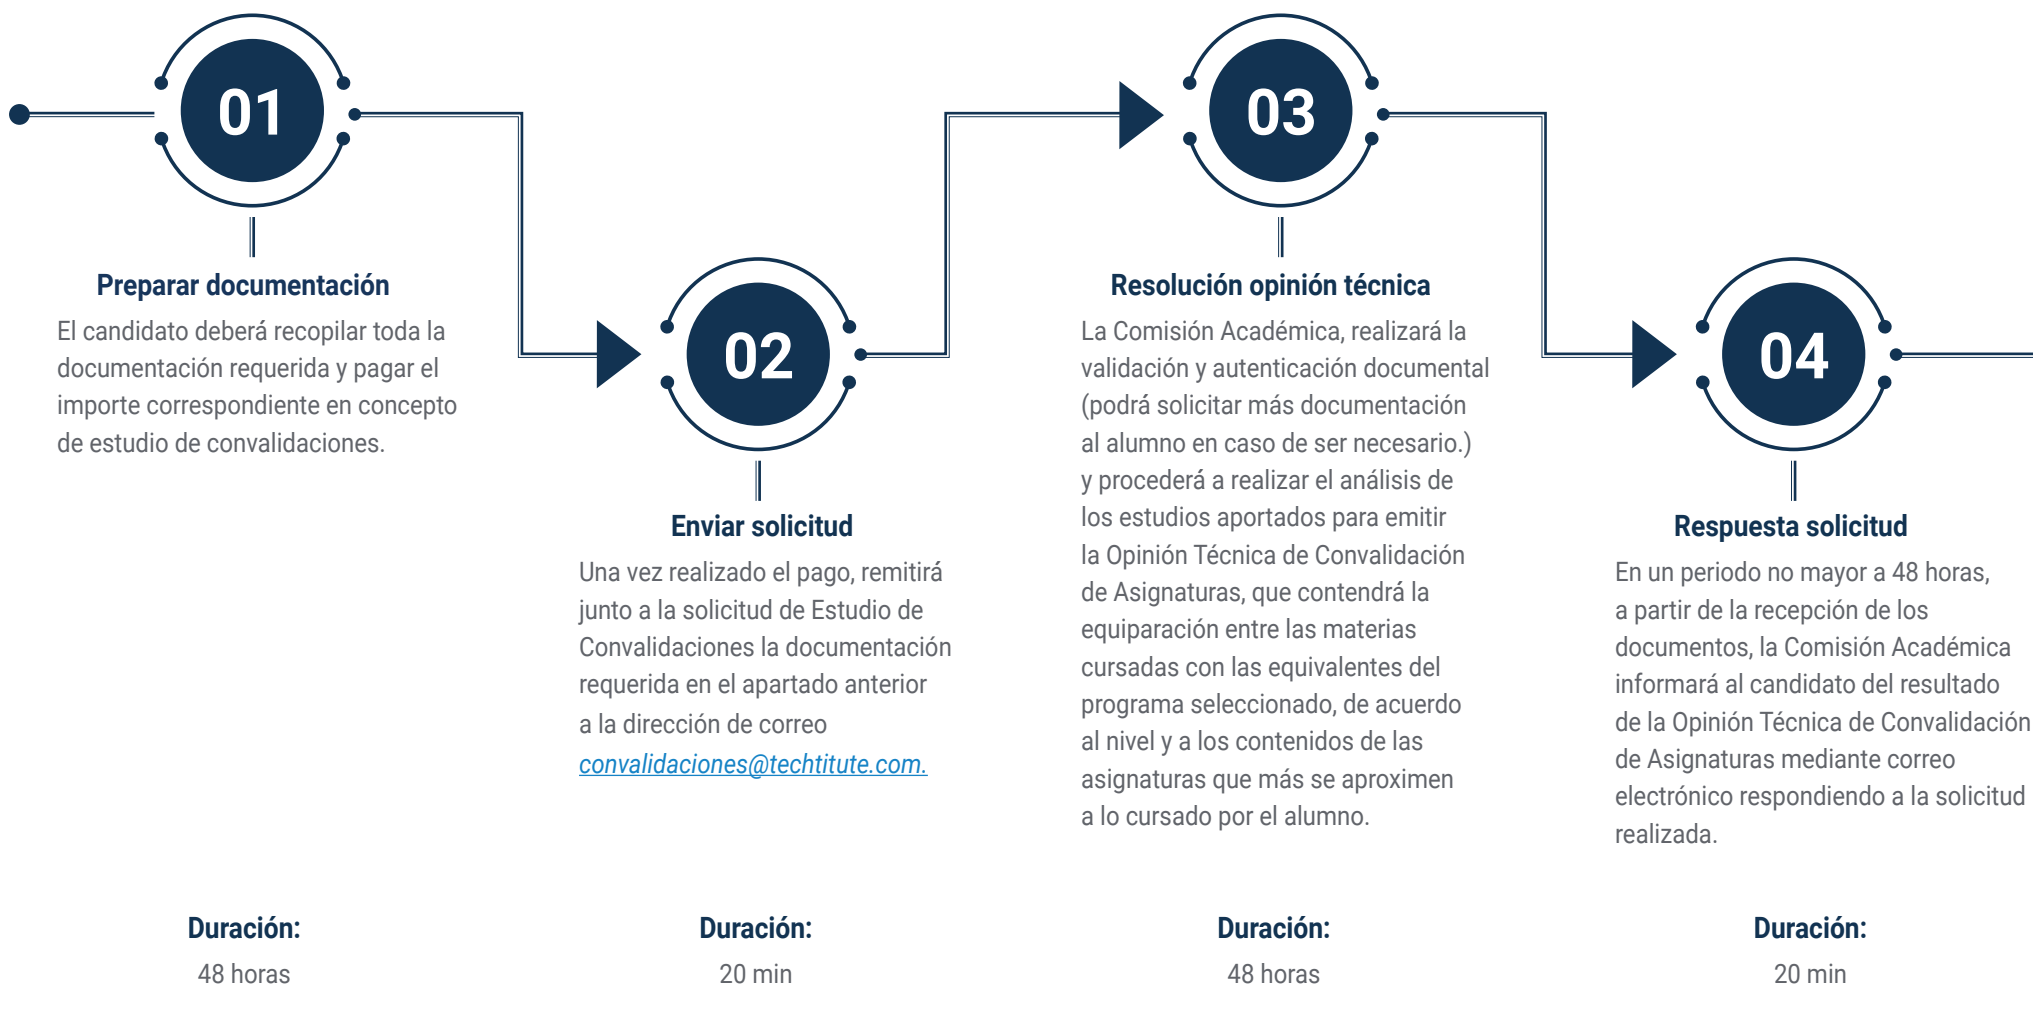 01
Preparar documentación
El candidato deberá recopilar toda la
documentación requerida y pagar el
importe correspondiente en concepto
de estudio de convalidaciones.
Duración:
48 horas
02
Enviar solicitud
Una vez realizado el pago, remitirá
junto a la solicitud de Estudio de
Convalidaciones la documentación
requerida en el apartado anterior
a la dirección de correo
convalidaciones@techtitute.com.
Duración:
20 min
03
Resolución opinión técnica
La Comisión Académica, realizará la
validación y autenticación documental
(podrá solicitar más documentación
al alumno en caso de ser necesario.)
y procederá a realizar el análisis de
los estudios aportados para emitir
la Opinión Técnica de Convalidación
de Asignaturas, que contendrá la
equiparación entre las materias
cursadas con las equivalentes del
programa seleccionado, de acuerdo
al nivel y a los contenidos de las
asignaturas que más se aproximen
a lo cursado por el alumno.
Duración:
48 horas
04
Respuesta solicitud
En un periodo no mayor a 48 horas,
a partir de la recepción de los
documentos, la Comisión Académica
informará al candidato del resultado
de la Opinión Técnica de Convalidación
de Asignaturas mediante correo
electrónico respondiendo a la solicitud
realizada.
Duración:
20 min